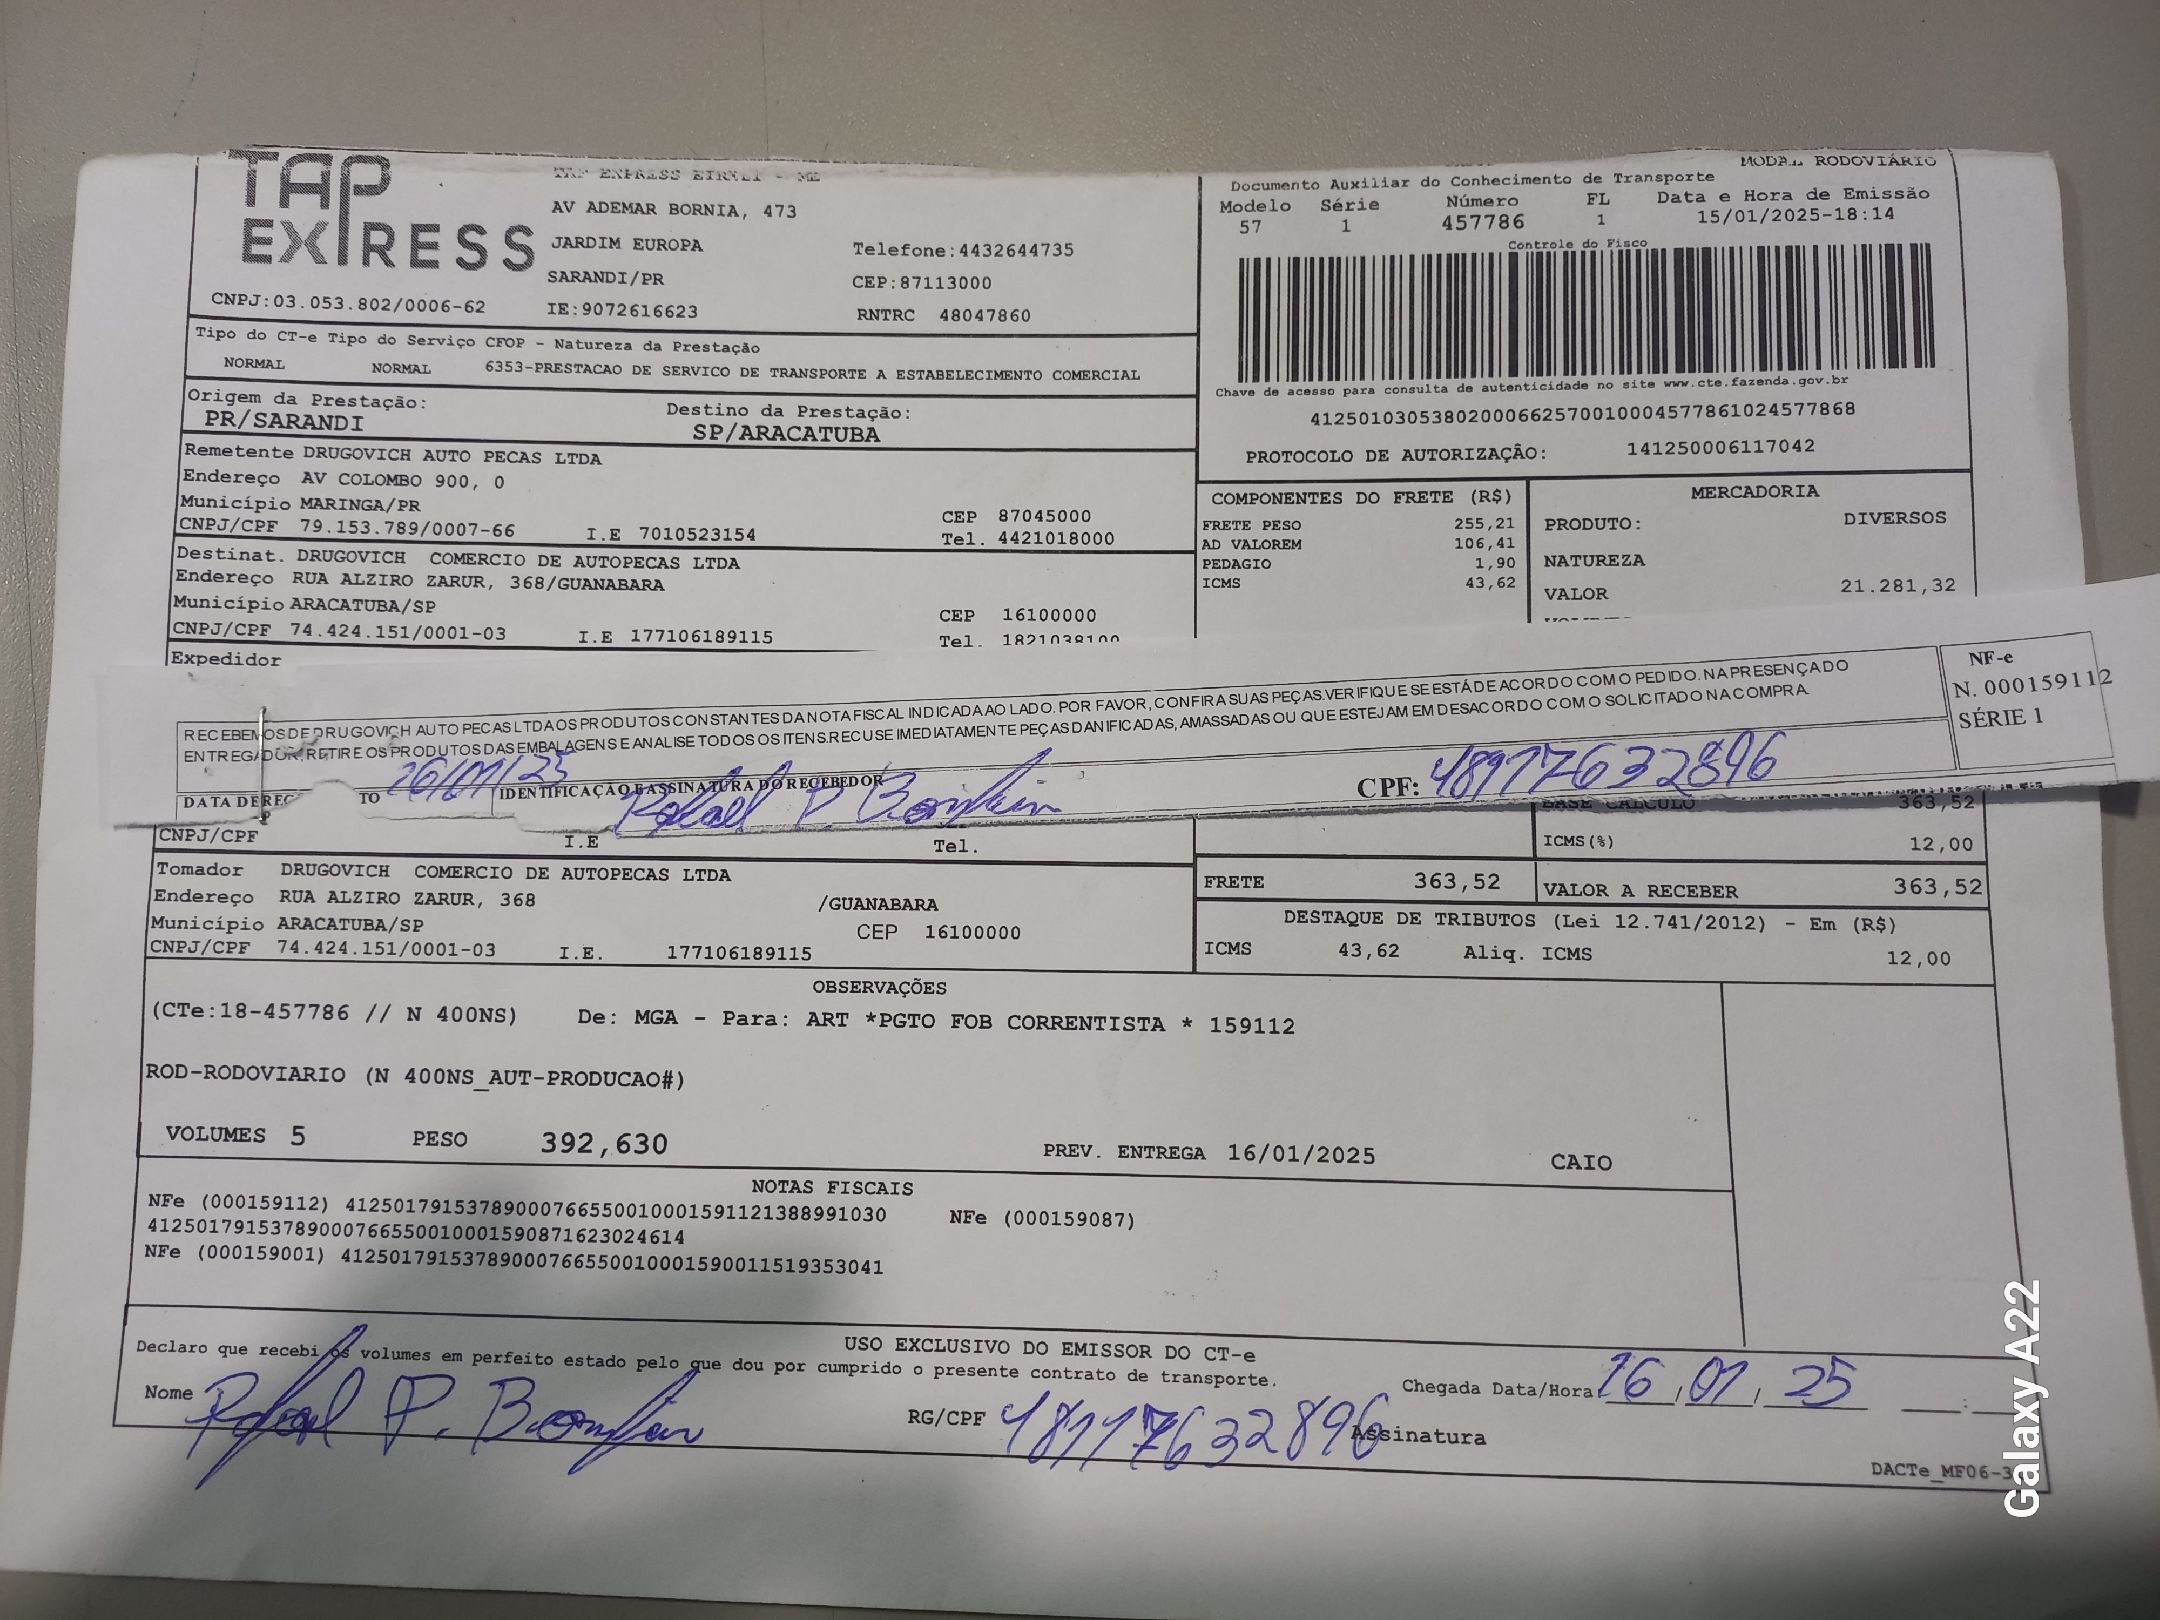 TAP
EXPRESS
TAP EXPRESS EIRELI - ME
AV ADEMAR BORNIA, 473
JARDIM EUROPA
Telefone:4432644735
SARANDI/PR
CEP:87113000
CNPJ:03.053.802/0006-62
IE:9072616623
RNTRC 48047860
MODAL RODOVIÁRIO
Documento Auxiliar do Conhecimento de Transporte
Modelo Série Número FL Data e Hora de Emissão
57 1 457786 1 15/01/2025-18:14
Controle do Fisco
Chave de acesso para consulta de autenticidade no site www.cte.fazenda.gov.br
41250103053802000662570010004577861024577868
PROTOCOLO DE AUTORIZAÇÃO: 141250006117042
Tipo do CT-e Tipo do Serviço CFOP - Natureza da Prestação
NORMAL NORMAL 6353-PRESTACAO DE SERVICO DE TRANSPORTE A ESTABELECIMENTO COMERCIAL
Origem da Prestação: Destino da Prestação:
PR/SARANDI SP/ARACATUBA
Remetente DRUGOVICH AUTO PECAS LTDA
Endereço AV COLOMBO 900, 0
Município MARINGA/PR CEP 87045000
CNPJ/CPF 79.153.789/0007-66 I.E 7010523154 Tel. 4421018000
Destinat. DRUGOVICH COMERCIO DE AUTOPECAS LTDA
Endereço RUA ALZIRO ZARUR, 368/GUANABARA
Município ARACATUBA/SP CEP 16100000
CNPJ/CPF 74.424.151/0001-03 I.E 177106189115 Tel. 1821038100
Expedidor
COMPONENTES DO FRETE (R$)
FRETE PESO 255,21
AD VALOREM 106,41
PEDAGIO 1,90
ICMS 43,62
MERCADORIA
PRODUTO: DIVERSOS
NATUREZA
VALOR 21.281,32
RECEBEMOS DE DRUGOVICH AUTO PECAS LTDA OS PRODUTOS CONSTANTES DA NOTA FISCAL INDICADA AO LADO. POR FAVOR, CONFIRA SUAS PEÇAS.VERIFIQUE SE ESTÁ DE ACORDO COM O PEDIDO. NA PRESENÇA DO
ENTREGADOR, RETIRE OS PRODUTOS DAS EMBALAGENS E ANALISE TODOS OS ITENS.RECUSE IMEDIATAMENTE PEÇAS DANIFICADAS, AMASSADAS OU QUE ESTEJAM EM DESACORDO COM O SOLICITADO NA COMPRA.
NF-e
N. 000159112
SÉRIE 1
DATA DE REC TO 16/01/25 IDENTIFICAÇÃO E ASSINATURA DO RECEBEDOR Rafael P. Bomfim CPF: 48917632896
BASE CALCULO 363,52
CNPJ/CPF I.E Tel.
ICMS(%) 12,00
Tomador DRUGOVICH COMERCIO DE AUTOPECAS LTDA
Endereço RUA ALZIRO ZARUR, 368 /GUANABARA
Município ARACATUBA/SP CEP 16100000
CNPJ/CPF 74.424.151/0001-03 I.E. 177106189115
FRETE 363,52 VALOR A RECEBER 363,52
DESTAQUE DE TRIBUTOS (Lei 12.741/2012) - Em (R$)
ICMS 43,62 Aliq. ICMS 12,00
OBSERVAÇÕES
(CTe:18-457786 // N 400NS) De: MGA - Para: ART *PGTO FOB CORRENTISTA * 159112
ROD-RODOVIARIO (N 400NS_AUT-PRODUCAO#)
VOLUMES 5 PESO 392,630 PREV. ENTREGA 16/01/2025 CAIO
NOTAS FISCAIS
NFe (000159112) 41250179153789000766550010001591121388991030 NFe (000159087)
41250179153789000766550010001590871623024614
NFe (000159001) 41250179153789000766550010001590011519353041
USO EXCLUSIVO DO EMISSOR DO CT-e
Declaro que recebi os volumes em perfeito estado pelo que dou por cumprido o presente contrato de transporte.
Nome Rafael P. Bomfim RG/CPF 48917632896 Assinatura Chegada Data/Hora 16/01/25 :
DACTe_MF06-3
Galaxy A22